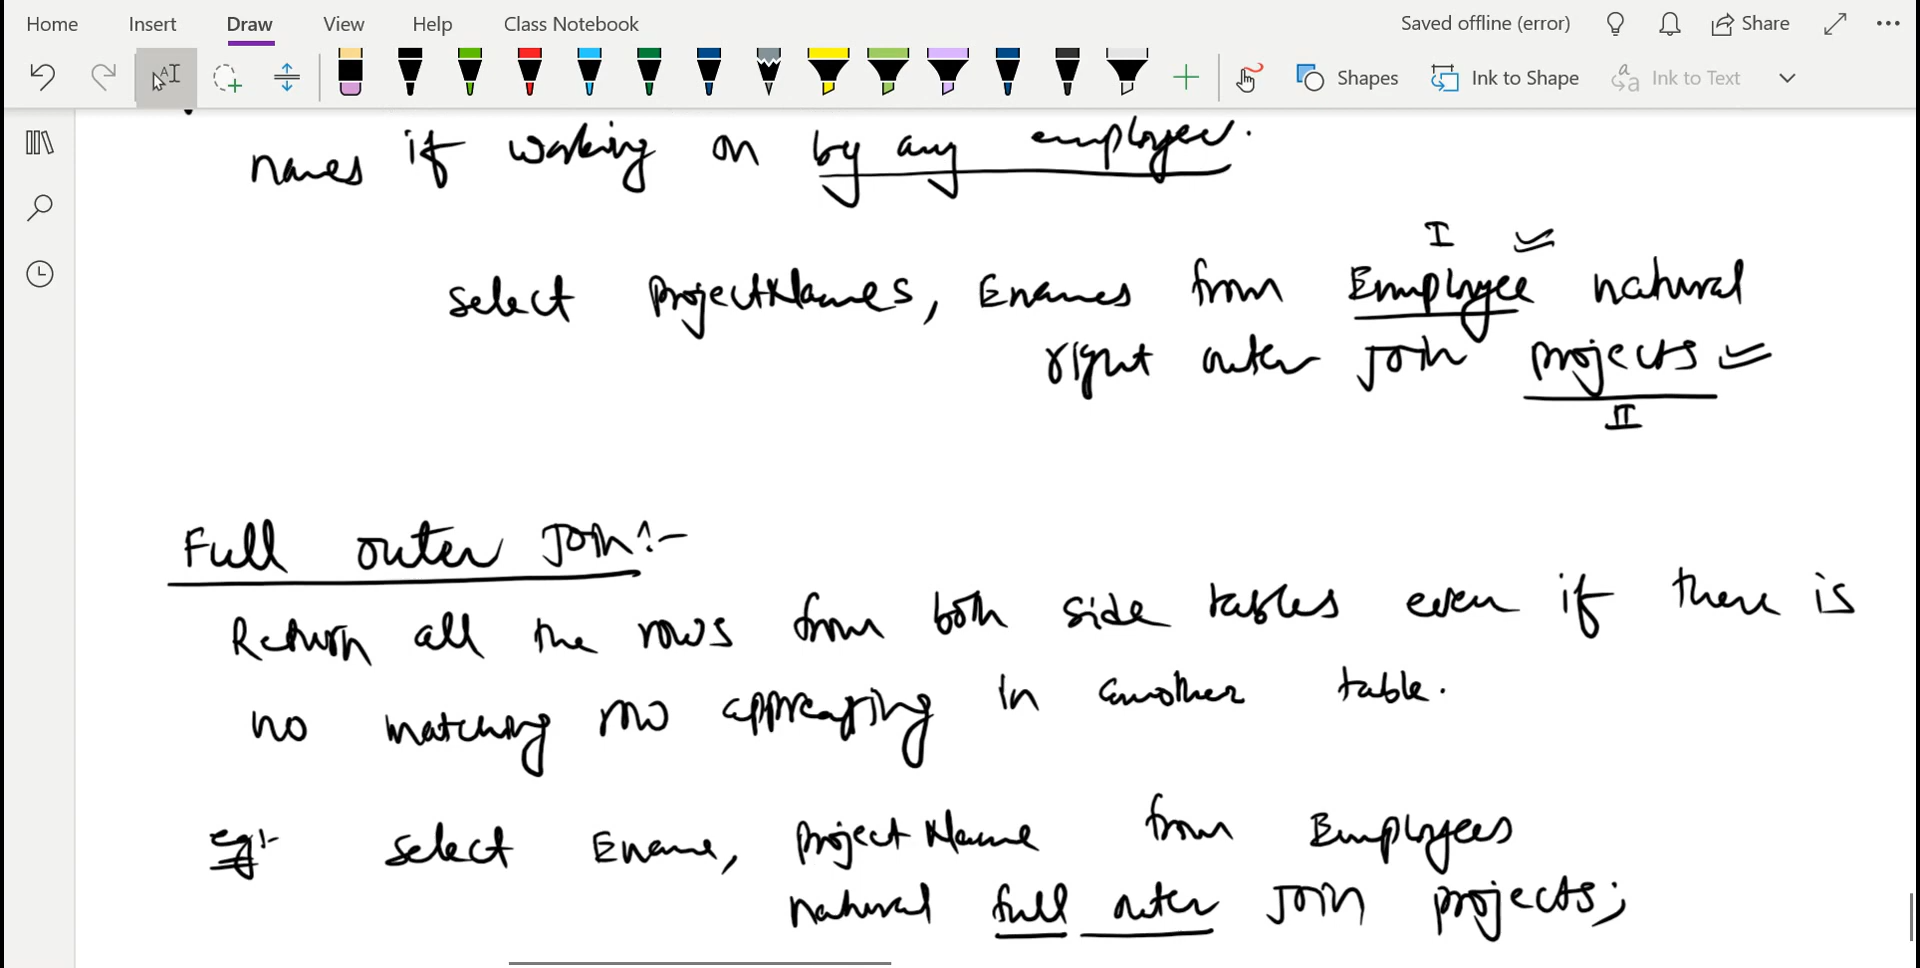 Home Insert Draw View Help Class Notebook Saved offline (error) Share
Shapes Ink to Shape Ink to Text
names if working on by any employee.
I
select ProjectNames, Enames from Employee natural
right outer join projects
II
Full outer Join:-
Return all the rows from both side tables even if there is
no matching row apprearing in another table.
eg:- select Ename, ProjectName from Employees
natural full outer join projects;